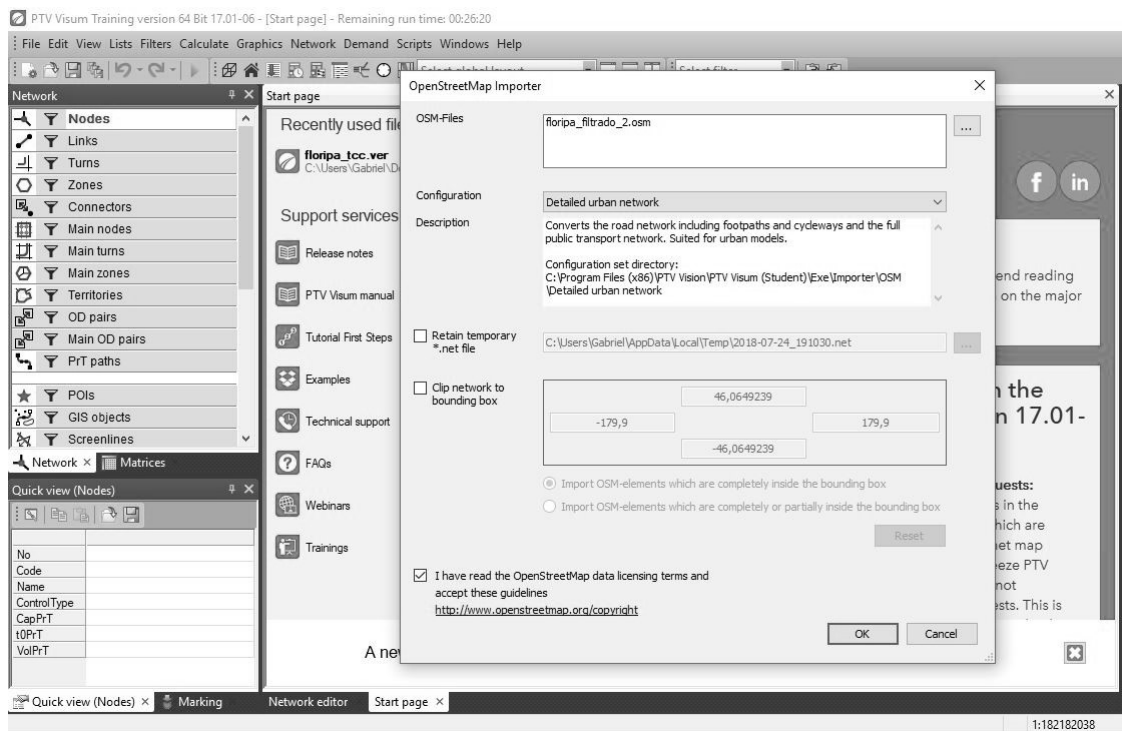 PTV Visum Training version 64 Bit 17.01-06 - [Start page] - Remaining run time: 00:26:20
File Edit View Lists Filters Calculate Graphics Network Demand Scripts Windows Help
Network
Nodes
Links
Turns
Zones
Connectors
Main nodes
Main turns
Main zones
Territories
OD pairs
Main OD pairs
PrT paths
POIs
GIS objects
Screenlines
Network
Matrices
Quick view (Nodes)
No
Code
Name
ControlType
CapPrT
t0PrT
VolPrT
Quick view (Nodes)
Marking
Start page
Recently used file
floripa_tcc.ver
C:\Users\Gabriel\D
Support services
Release notes
PTV Visum manual
Tutorial First Steps
Examples
Technical support
FAQs
Webinars
Trainings
A ne
Network editor
Start page
OpenStreetMap Importer
OSM-Files
floripa_filtrado_2.osm
...
Configuration
Detailed urban network
Description
Converts the road network including footpaths and cycleways and the full
public transport network. Suited for urban models.
Configuration set directory:
C:\Program Files (x86)\PTV Vision\PTV Visum (Student)\Exe\Importer\OSM
\Detailed urban network
Retain temporary
*.net file
C:\Users\Gabriel\AppData\Local\Temp\2018-07-24_191030.net
...
Clip network to
bounding box
46,0649239
-179,9
179,9
-46,0649239
Import OSM-elements which are completely inside the bounding box
Import OSM-elements which are completely or partially inside the bounding box
Reset
I have read the OpenStreetMap data licensing terms and
accept these guidelines
http://www.openstreetmap.org/copyright
OK
Cancel
f
in
end reading
on the major
n the
n 17.01-
uests:
s in the
hich are
et map
eeze PTV
not
ests. This is
1:182182038